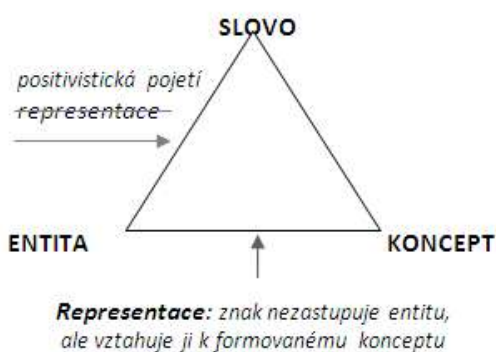 SLOVO
positivistická pojetí
representace
ENTITA
KONCEPT
Representace: znak nezastupuje entitu,
ale vztahuje ji k formovanému konceptu